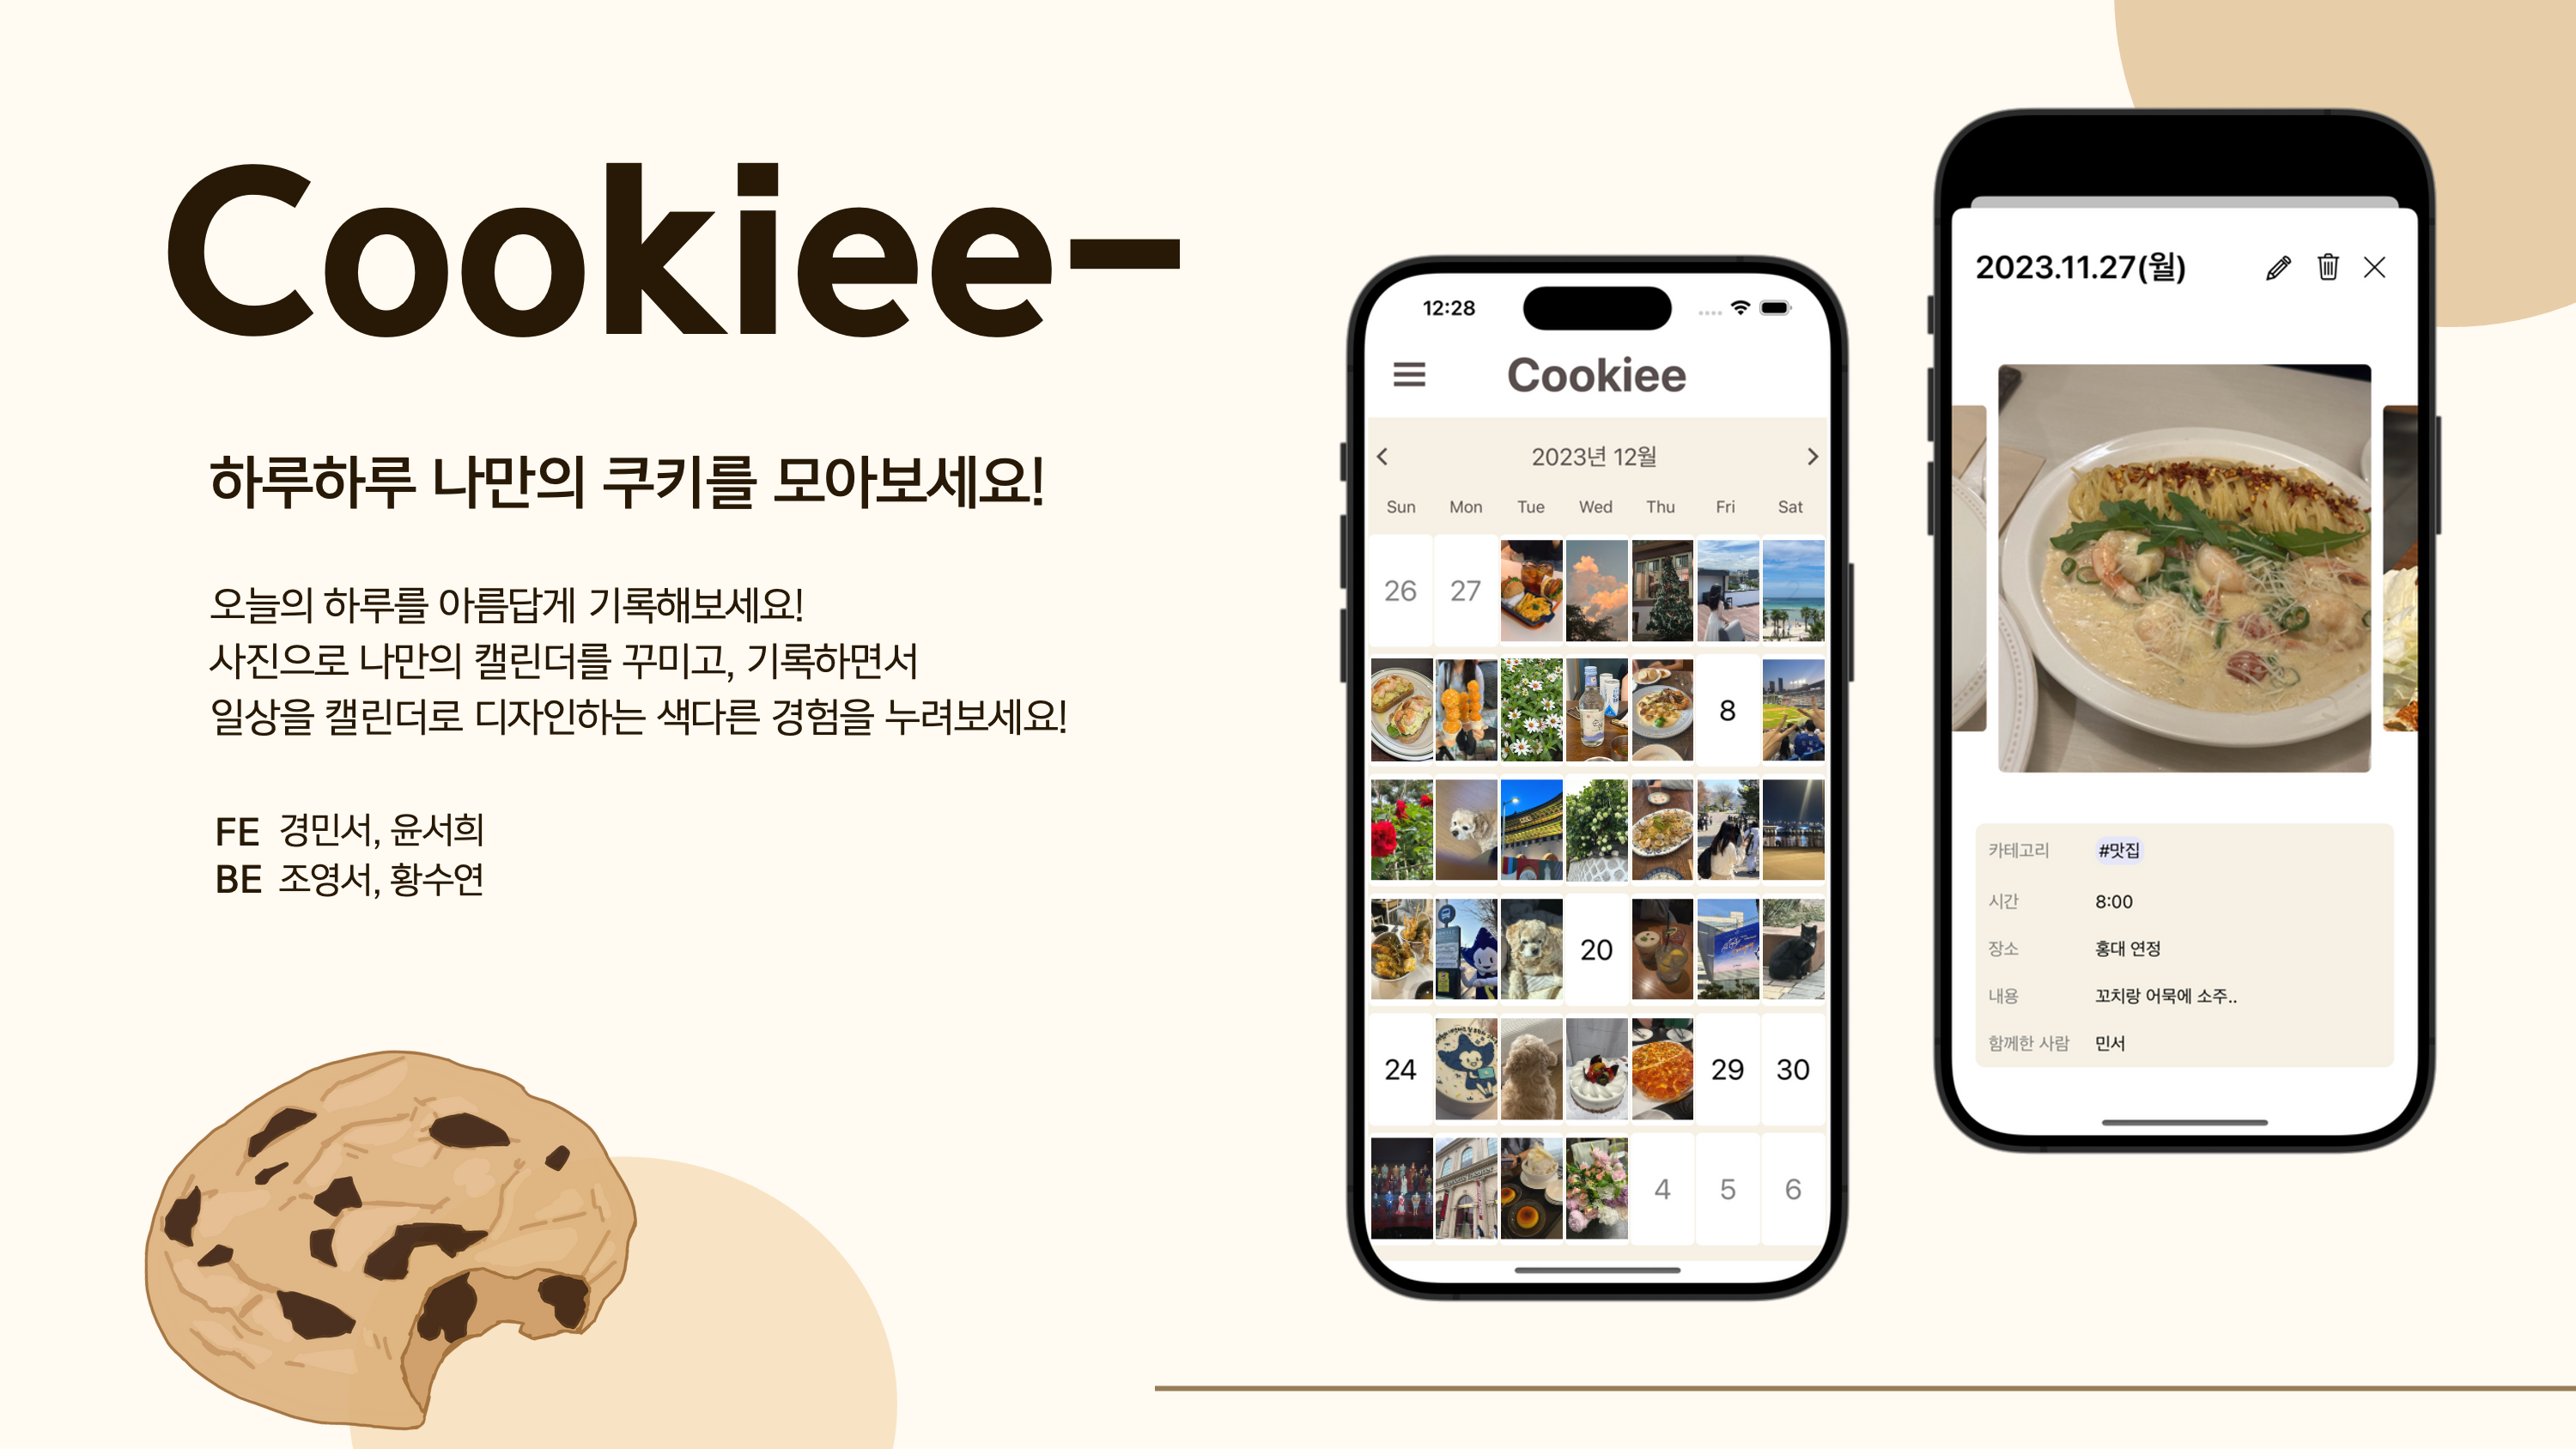 Cookiee-
하루하루 나만의 쿠키를 모아보세요!
오늘의 하루를 아름답게 기록해보세요!
사진으로 나만의 캘린더를 꾸미고, 기록하면서
일상을 캘린더로 디자인하는 색다른 경험을 누려보세요!
FE 경민서, 윤서희
BE 조영서, 황수연
12:28
Cookiee
2023년 12월
Sun Mon Tue Wed Thu Fri Sat
26 27
8
20
24 29 30
4 5 6
2023.11.27(월)
카테고리 #맛집
시간 8:00
장소 홍대 연정
내용 꼬치랑 어묵에 소주..
함께한 사람 민서